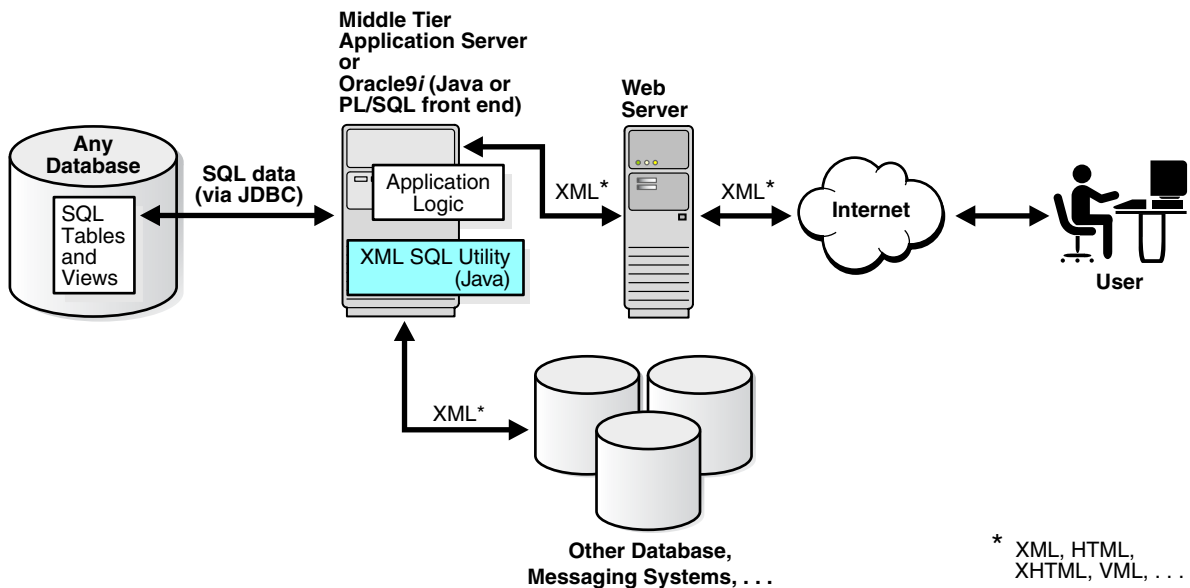 Middle Tier
Application Server
or
Oracle9i (Java or
PL/SQL front end)
Web
Server
Any
Database
SQL data
(via JDBC)
SQL
Tables
and
Views
Application
Logic
XML SQL Utility
(Java)
XML*
XML*
Internet
User
XML*
Other Database,
Messaging Systems, . . .
* XML, HTML,
XHTML, VML, . . .